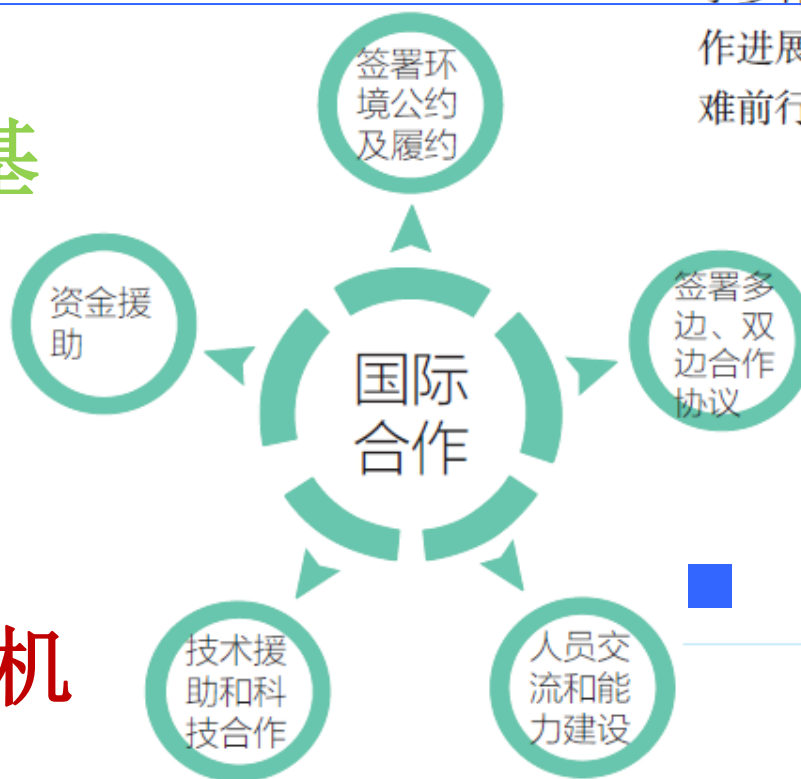 作进展
难前行
基
签署环
境公约
及履约
资金援
助
签署多
边、双
边合作
协议
国际
合作
机
技术援
助和科
技合作
人员交
流和能
力建设